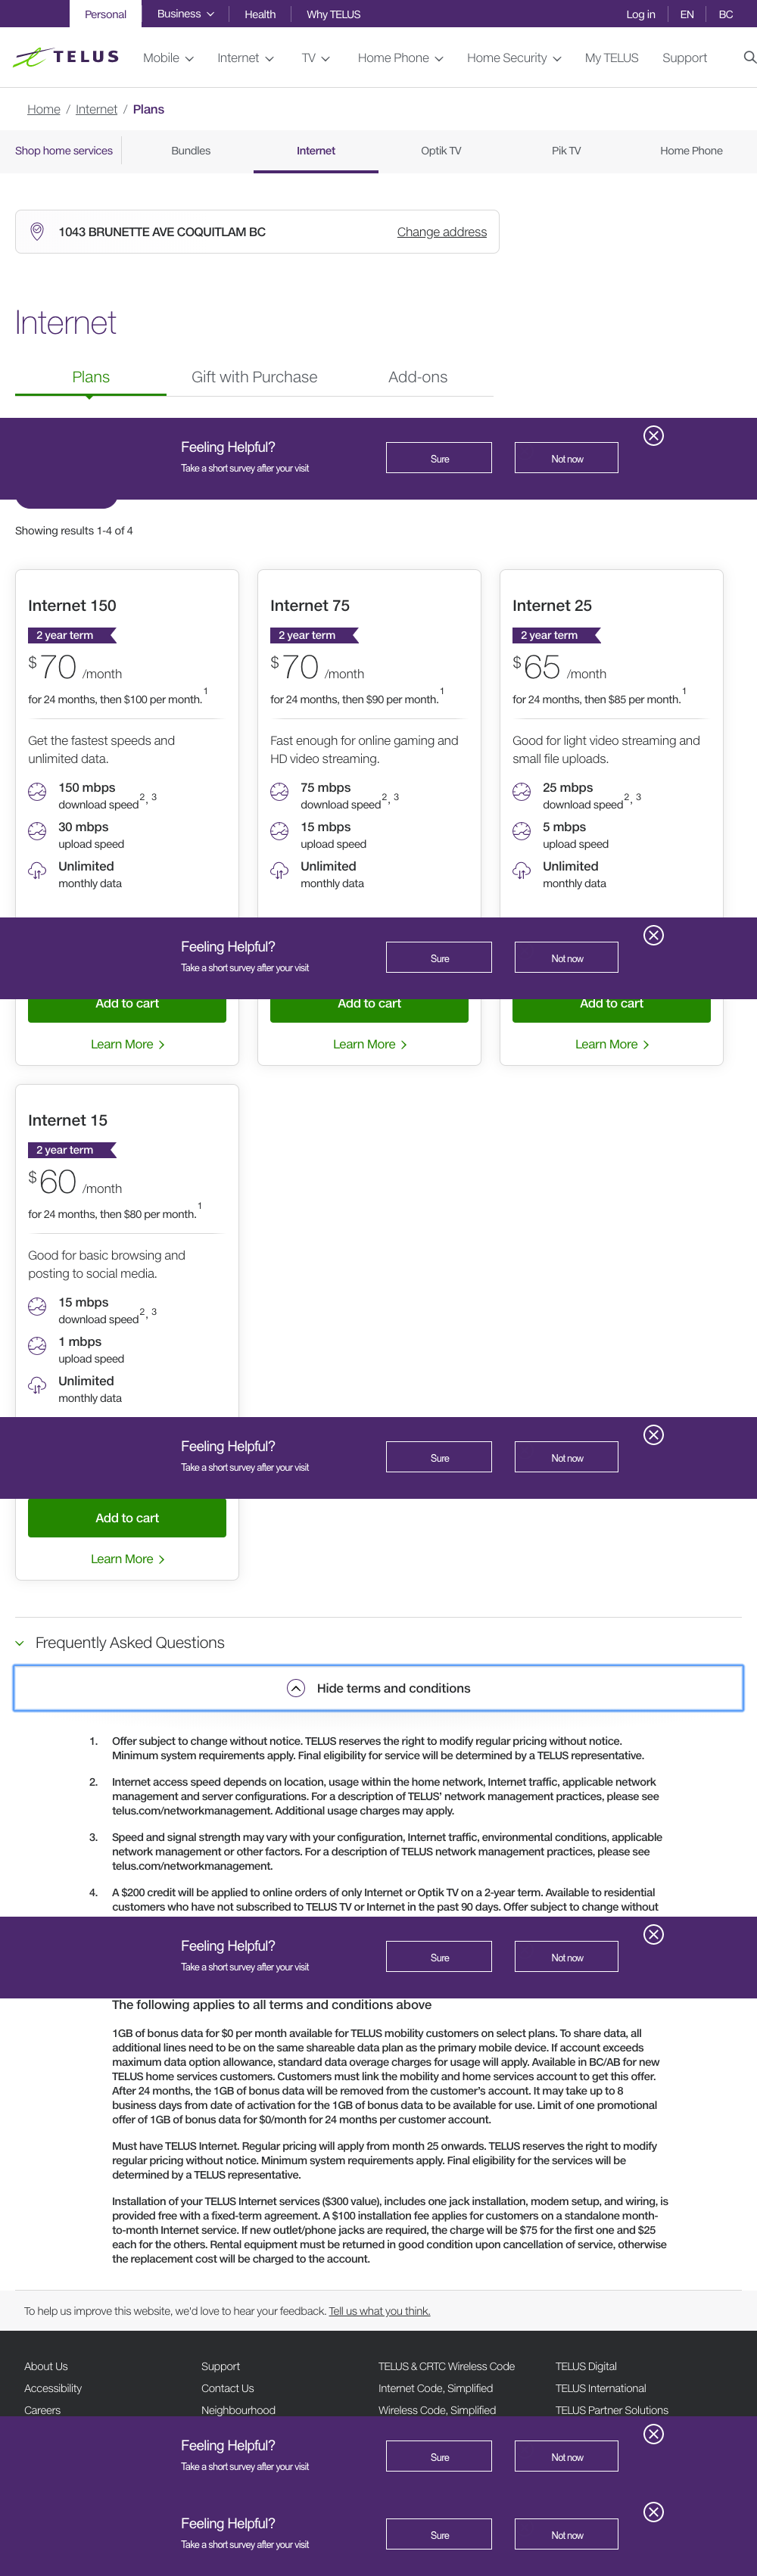 Personal Business Health Why TELUS Log in EN BC
TELUS Mobile Internet TV Home Phone Home Security My TELUS Support
Home / Internet / Plans
Shop home services Bundles Internet Optik TV Pik TV Home Phone
1043 BRUNETTE AVE COQUITLAM BC Change address
Internet
Plans Gift with Purchase Add-ons
Feeling Helpful?
Take a short survey after your visit
Sure Not now
Showing results 1-4 of 4
Internet 150
2 year term
$70 /month
for 24 months, then $100 per month.1
Get the fastest speeds and
unlimited data.
150 mbps
download speed2, 3
30 mbps
upload speed
Unlimited
monthly data
Internet 75
2 year term
$70 /month
for 24 months, then $90 per month.1
Fast enough for online gaming and
HD video streaming.
75 mbps
download speed2, 3
15 mbps
upload speed
Unlimited
monthly data
Internet 25
2 year term
$65 /month
for 24 months, then $85 per month.1
Good for light video streaming and
small file uploads.
25 mbps
download speed2, 3
5 mbps
upload speed
Unlimited
monthly data
Feeling Helpful?
Take a short survey after your visit
Sure Not now
Add to cart Add to cart Add to cart
Learn More Learn More Learn More
Internet 15
2 year term
$60 /month
for 24 months, then $80 per month.1
Good for basic browsing and
posting to social media.
15 mbps
download speed2, 3
1 mbps
upload speed
Unlimited
monthly data
Feeling Helpful?
Take a short survey after your visit
Sure Not now
Add to cart
Learn More
Frequently Asked Questions
Hide terms and conditions
1. Offer subject to change without notice. TELUS reserves the right to modify regular pricing without notice.
Minimum system requirements apply. Final eligibility for service will be determined by a TELUS representative.
2. Internet access speed depends on location, usage within the home network, Internet traffic, applicable network
management and server configurations. For a description of TELUS' network management practices, please see
telus.com/networkmanagement. Additional usage charges may apply.
3. Speed and signal strength may vary with your configuration, Internet traffic, environmental conditions, applicable
network management or other factors. For a description of TELUS network management practices, please see
telus.com/networkmanagement.
4. A $200 credit will be applied to online orders of only Internet or Optik TV on a 2-year term. Available to residential
customers who have not subscribed to TELUS TV or Internet in the past 90 days. Offer subject to change without
Feeling Helpful?
Take a short survey after your visit
Sure Not now
The following applies to all terms and conditions above
1GB of bonus data for $0 per month available for TELUS mobility customers on select plans. To share data, all
additional lines need to be on the same shareable data plan as the primary mobile device. If account exceeds
maximum data option allowance, standard data overage charges for usage will apply. Available in BC/AB for new
TELUS home services customers. Customers must link the mobility and home services account to get this offer.
After 24 months, the 1GB of bonus data will be removed from the customer's account. It may take up to 8
business days from date of activation for the 1GB of bonus data to be available for use. Limit of one promotional
offer of 1GB of bonus data for $0/month for 24 months per customer account.
Must have TELUS Internet. Regular pricing will apply from month 25 onwards. TELUS reserves the right to modify
regular pricing without notice. Minimum system requirements apply. Final eligibility for the services will be
determined by a TELUS representative.
Installation of your TELUS Internet services ($300 value), includes one jack installation, modem setup, and wiring, is
provided free with a fixed-term agreement. A $100 installation fee applies for customers on a standalone month-
to-month Internet service. If new outlet/phone jacks are required, the charge will be $75 for the first one and $25
each for the others. Rental equipment must be returned in good condition upon cancellation of service, otherwise
the replacement cost will be charged to the account.
To help us improve this website, we'd love to hear your feedback. Tell us what you think.
About Us Support TELUS & CRTC Wireless Code TELUS Digital
Accessibility Contact Us Internet Code, Simplified TELUS International
Careers Neighbourhood Wireless Code, Simplified TELUS Partner Solutions
Feeling Helpful?
Take a short survey after your visit
Sure Not now
Feeling Helpful?
Take a short survey after your visit
Sure Not now